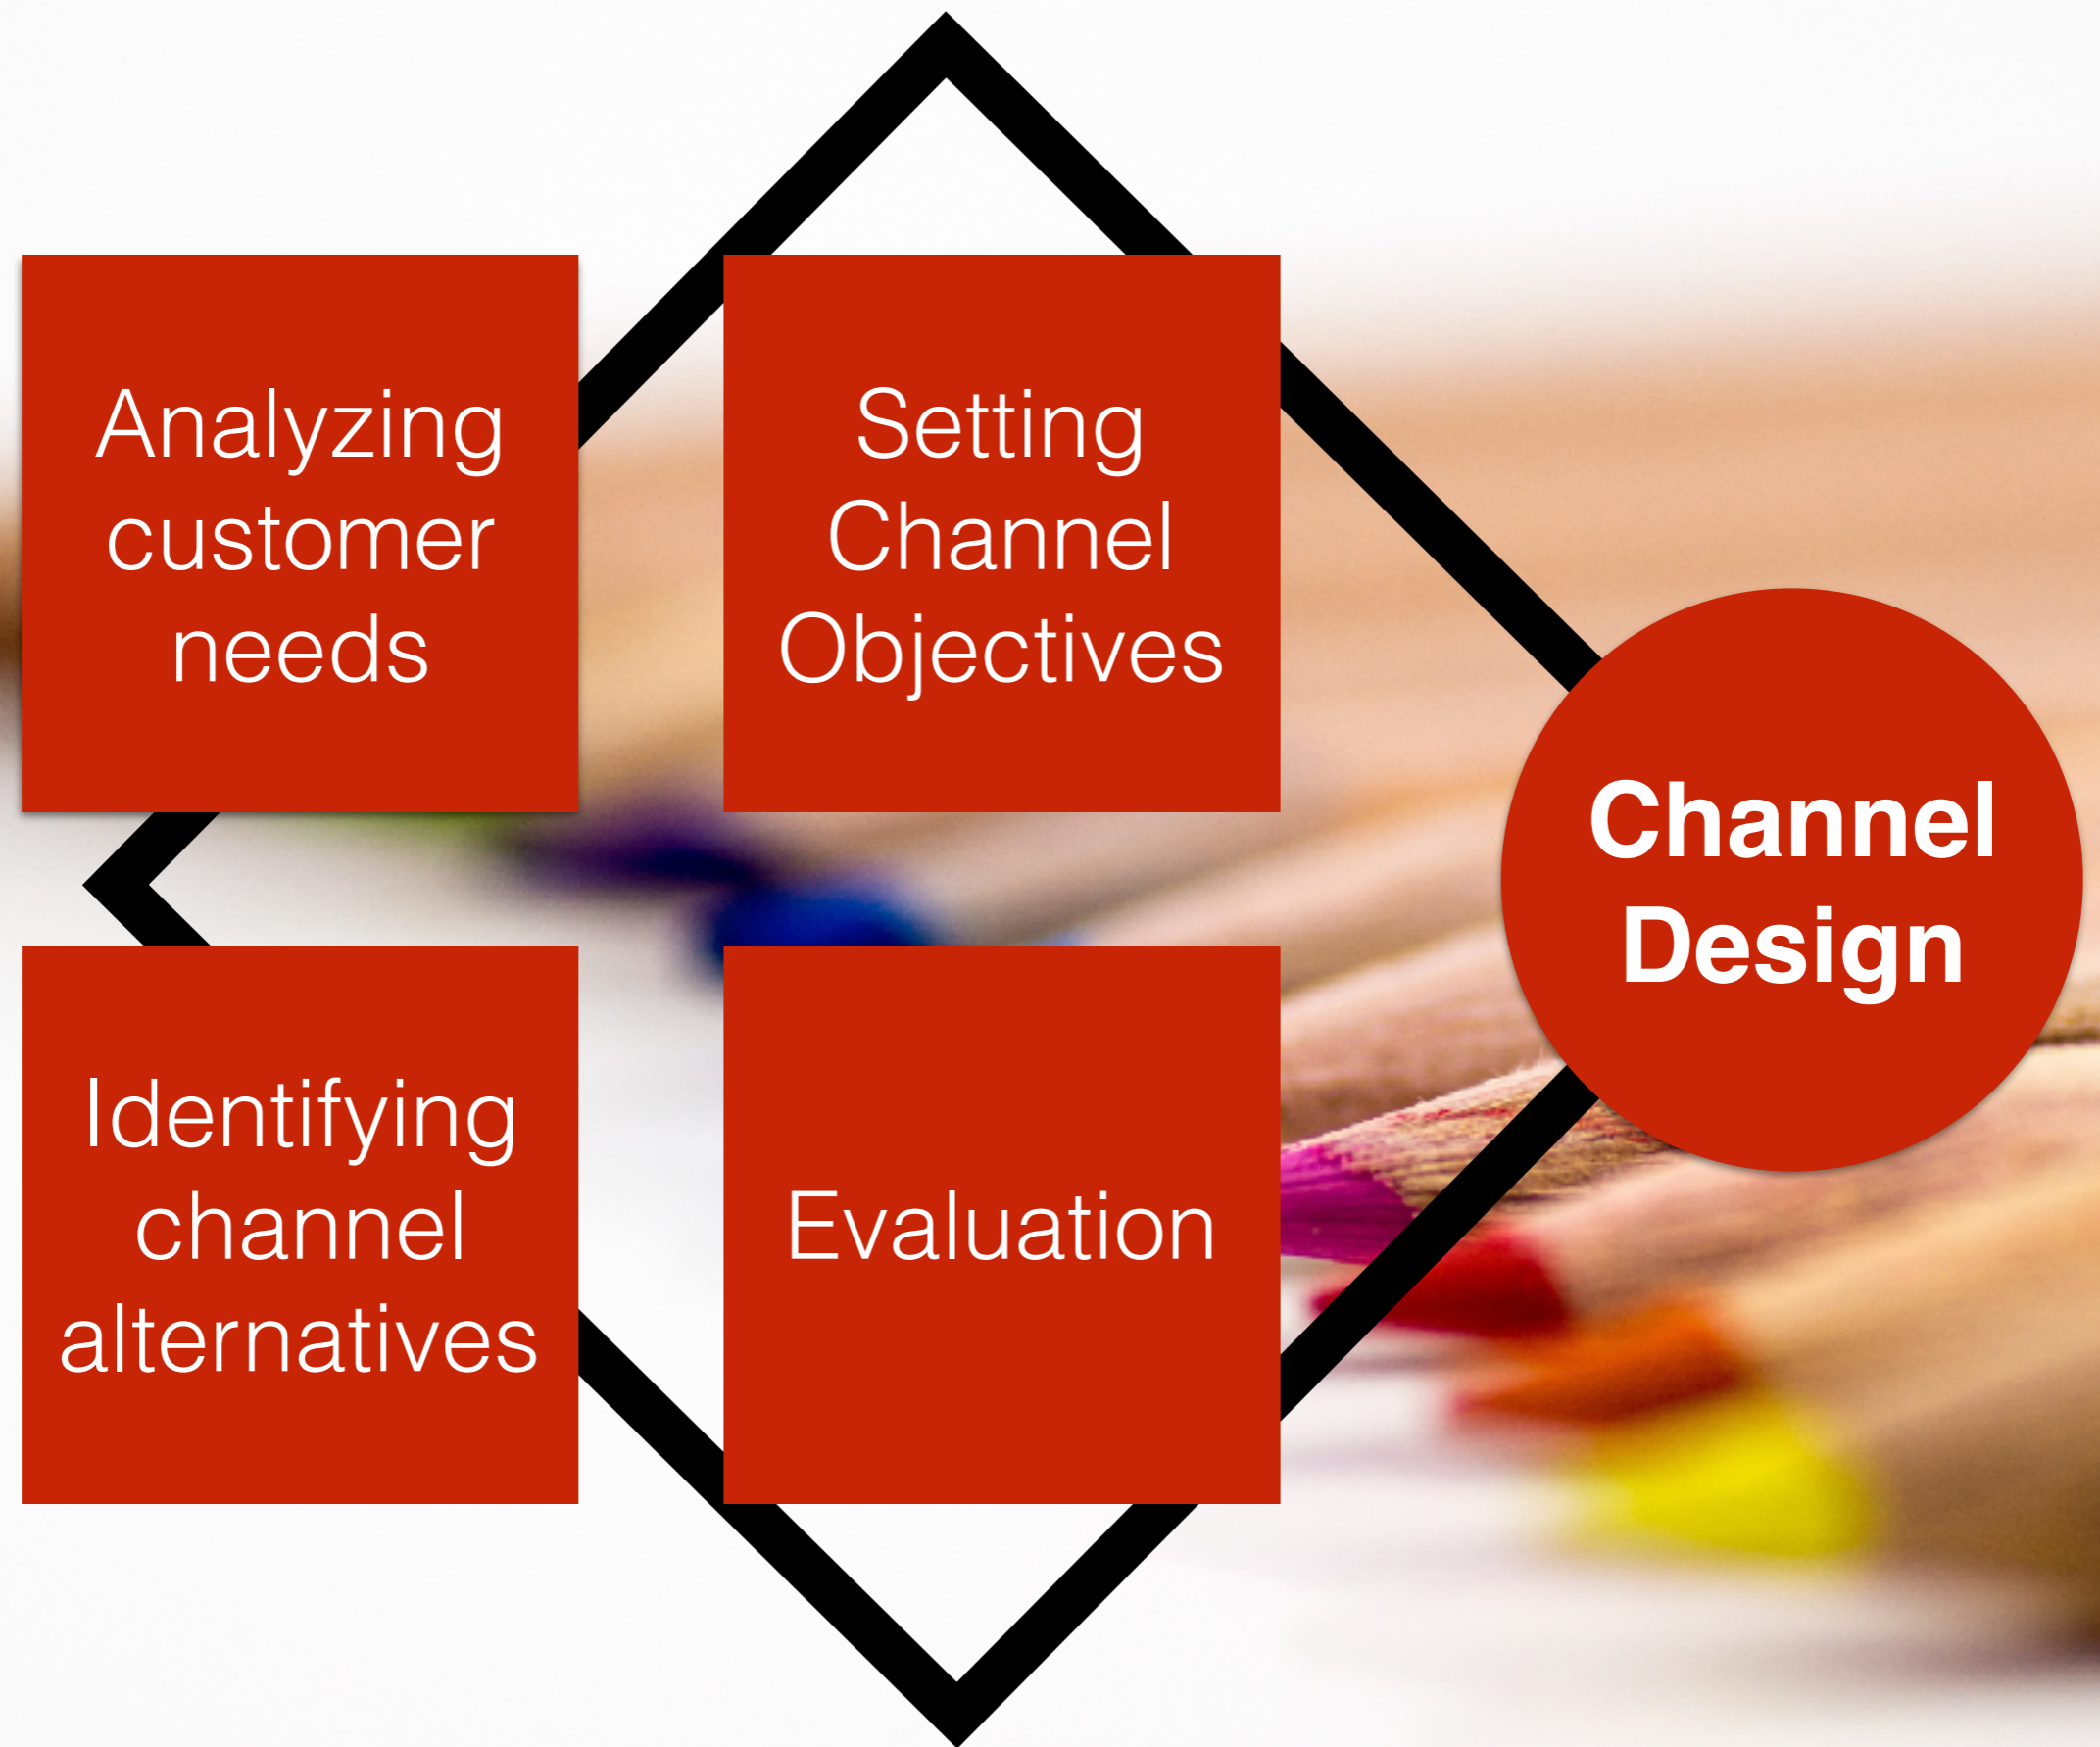 Analyzing
customer
needs
Setting
Channel
Objectives
Channel
Design
Identifying
channel
alternatives
Evaluation